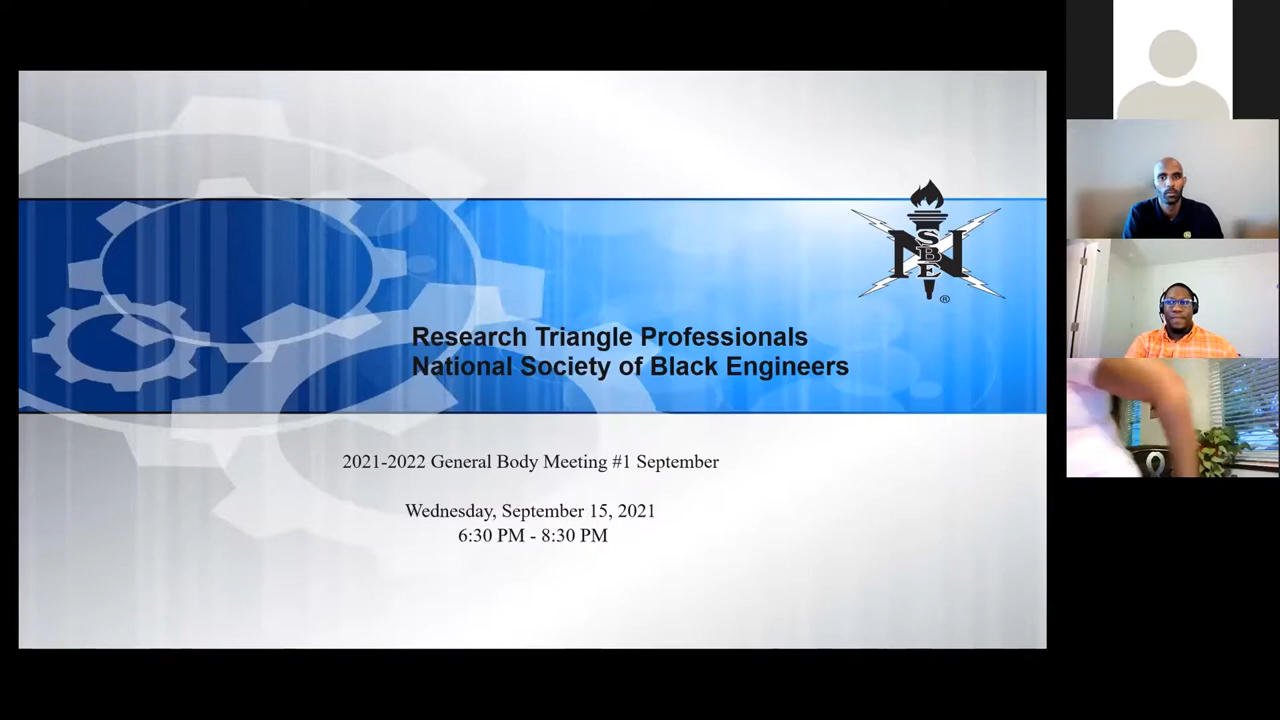 NSBE
®
Research Triangle Professionals
National Society of Black Engineers
2021-2022 General Body Meeting #1 September
Wednesday, September 15, 2021
6:30 PM - 8:30 PM